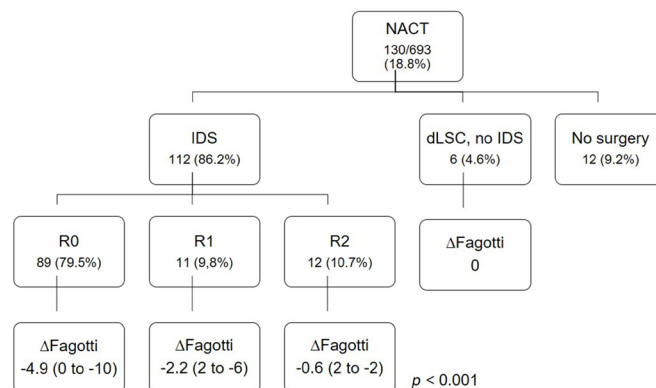 NACT
130/693
(18.8%)
IDS
112 (86.2%)
dLSC, no IDS
6 (4.6%)
No surgery
12 (9.2%)
R0
89 (79.5%)
R1
11 (9,8%)
R2
12 (10.7%)
ΔFagotti
0
ΔFagotti
-4.9 (0 to -10)
ΔFagotti
-2.2 (2 to -6)
ΔFagotti
-0.6 (2 to -2)
p < 0.001